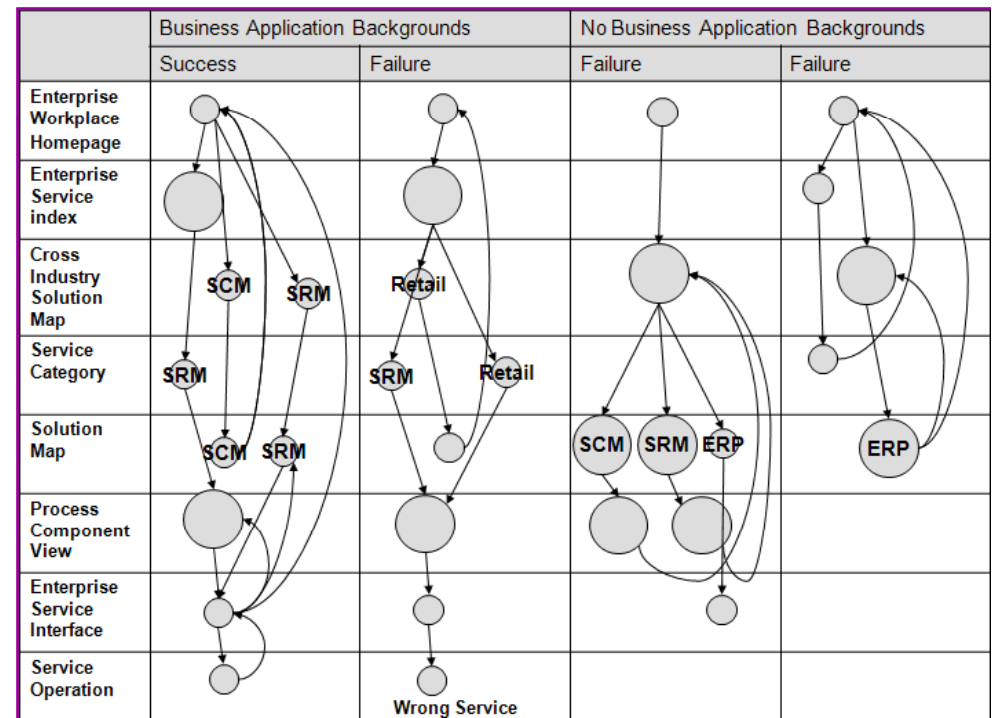 Business Application Backgrounds
No Business Application Backgrounds
Success
Failure
Failure
Failure
Enterprise
Workplace
Homepage
Enterprise
Service
index
Cross
Industry
Solution
Map
SCM
SRM
Retail
Service
Category
SRM
SRM
Retail
Solution
Map
SCM
SRM
SCM
SRM
ERP
ERP
Process
Component
View
Enterprise
Service
Interface
Service
Operation
Wrong Service